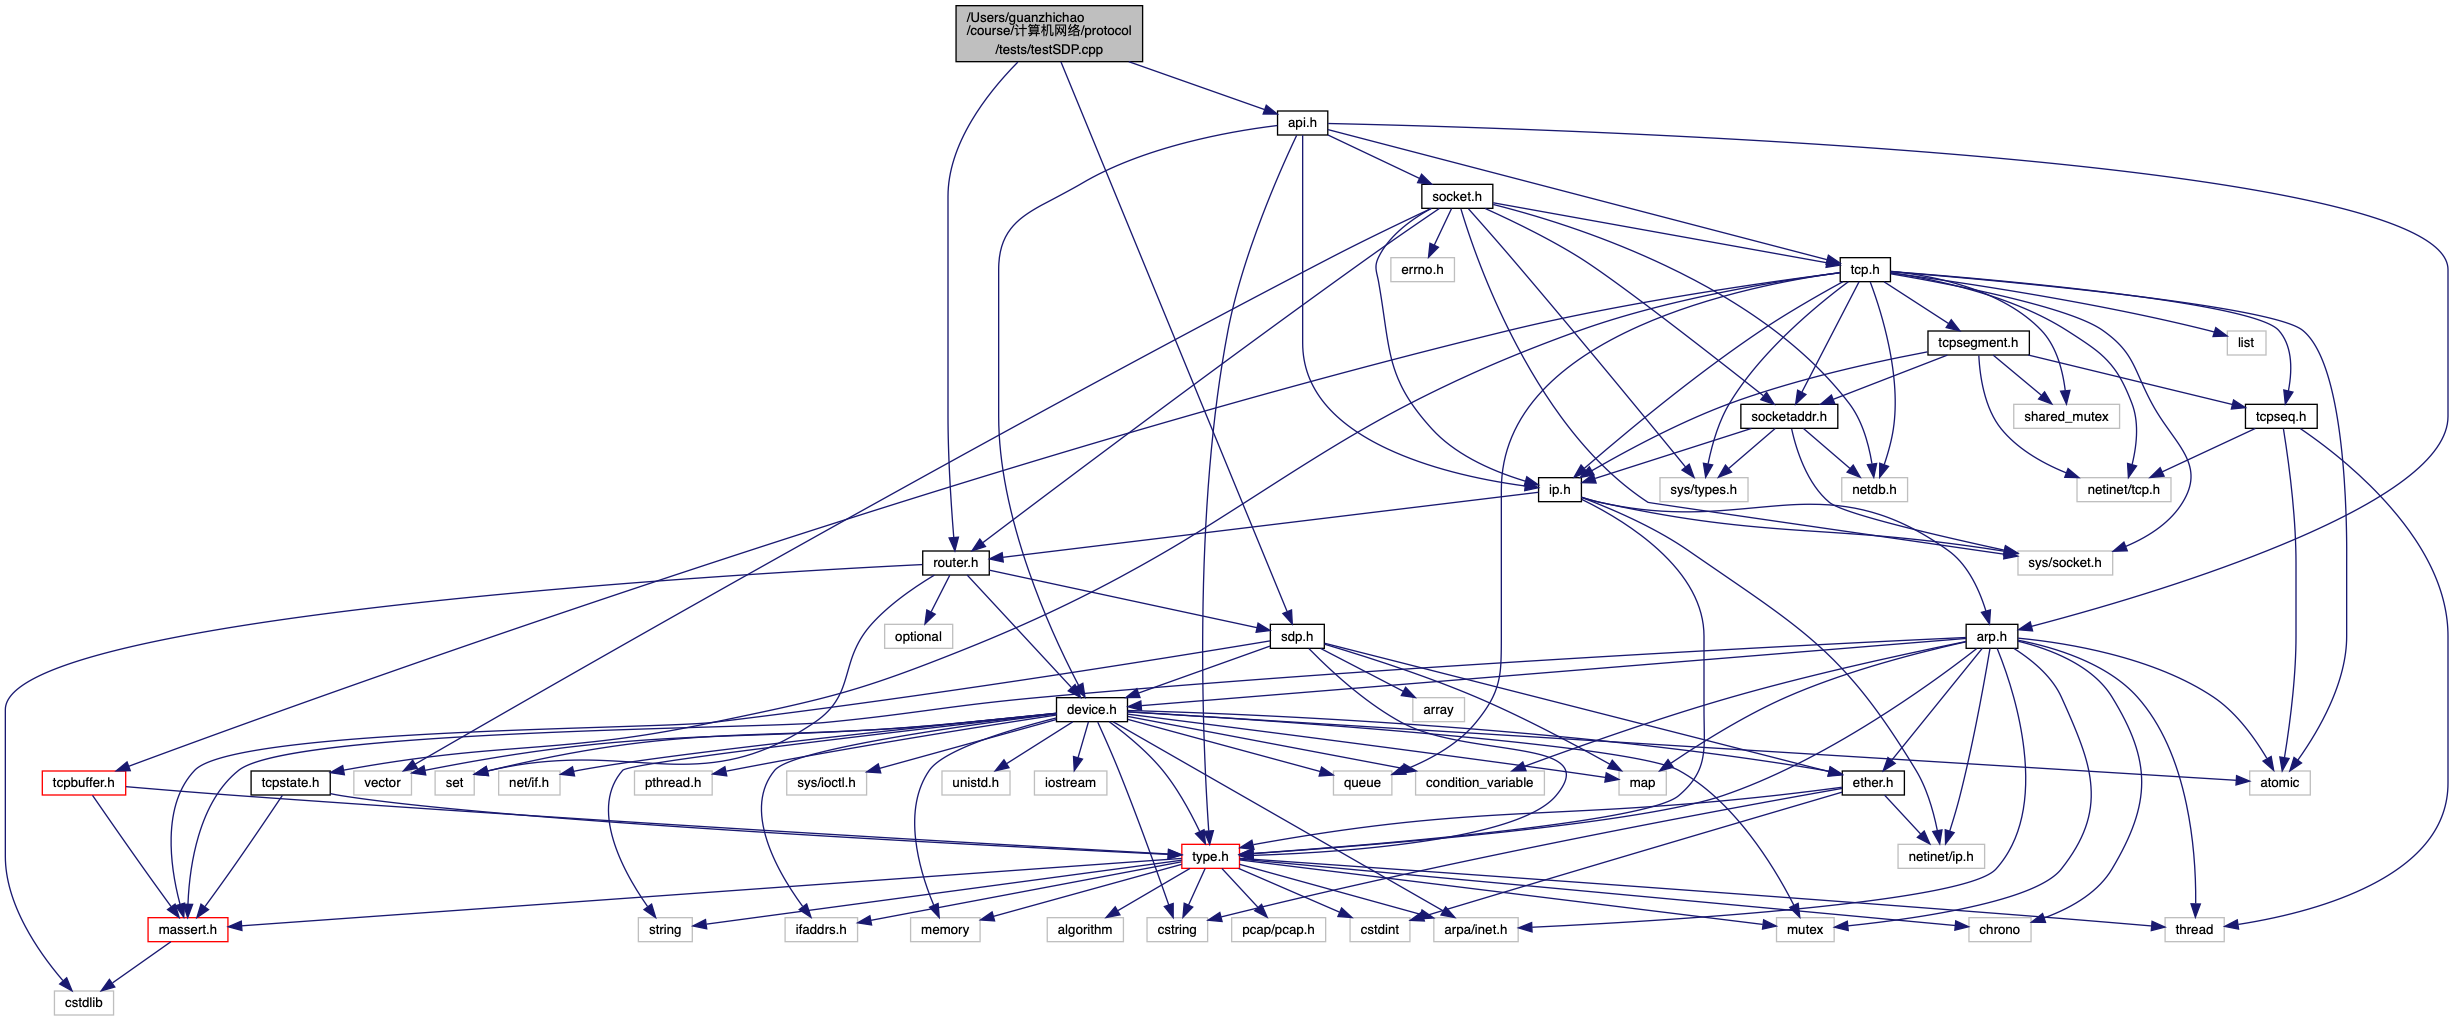 /Users/guanzhichao
/course/计算机网络/protocol
/tests/testSDP.cpp
api.h
socket.h
errno.h
tcp.h
tcpsegment.h
list
socketaddr.h
shared_mutex
tcpseq.h
ip.h
sys/types.h
netdb.h
netinet/tcp.h
router.h
sys/socket.h
optional
sdp.h
arp.h
device.h
array
tcpbuffer.h
tcpstate.h
vector
set
net/if.h
pthread.h
sys/ioctl.h
unistd.h
iostream
queue
condition_variable
map
ether.h
atomic
type.h
netinet/ip.h
massert.h
string
ifaddrs.h
memory
algorithm
cstring
pcap/pcap.h
cstdint
arpa/inet.h
mutex
chrono
thread
cstdlib